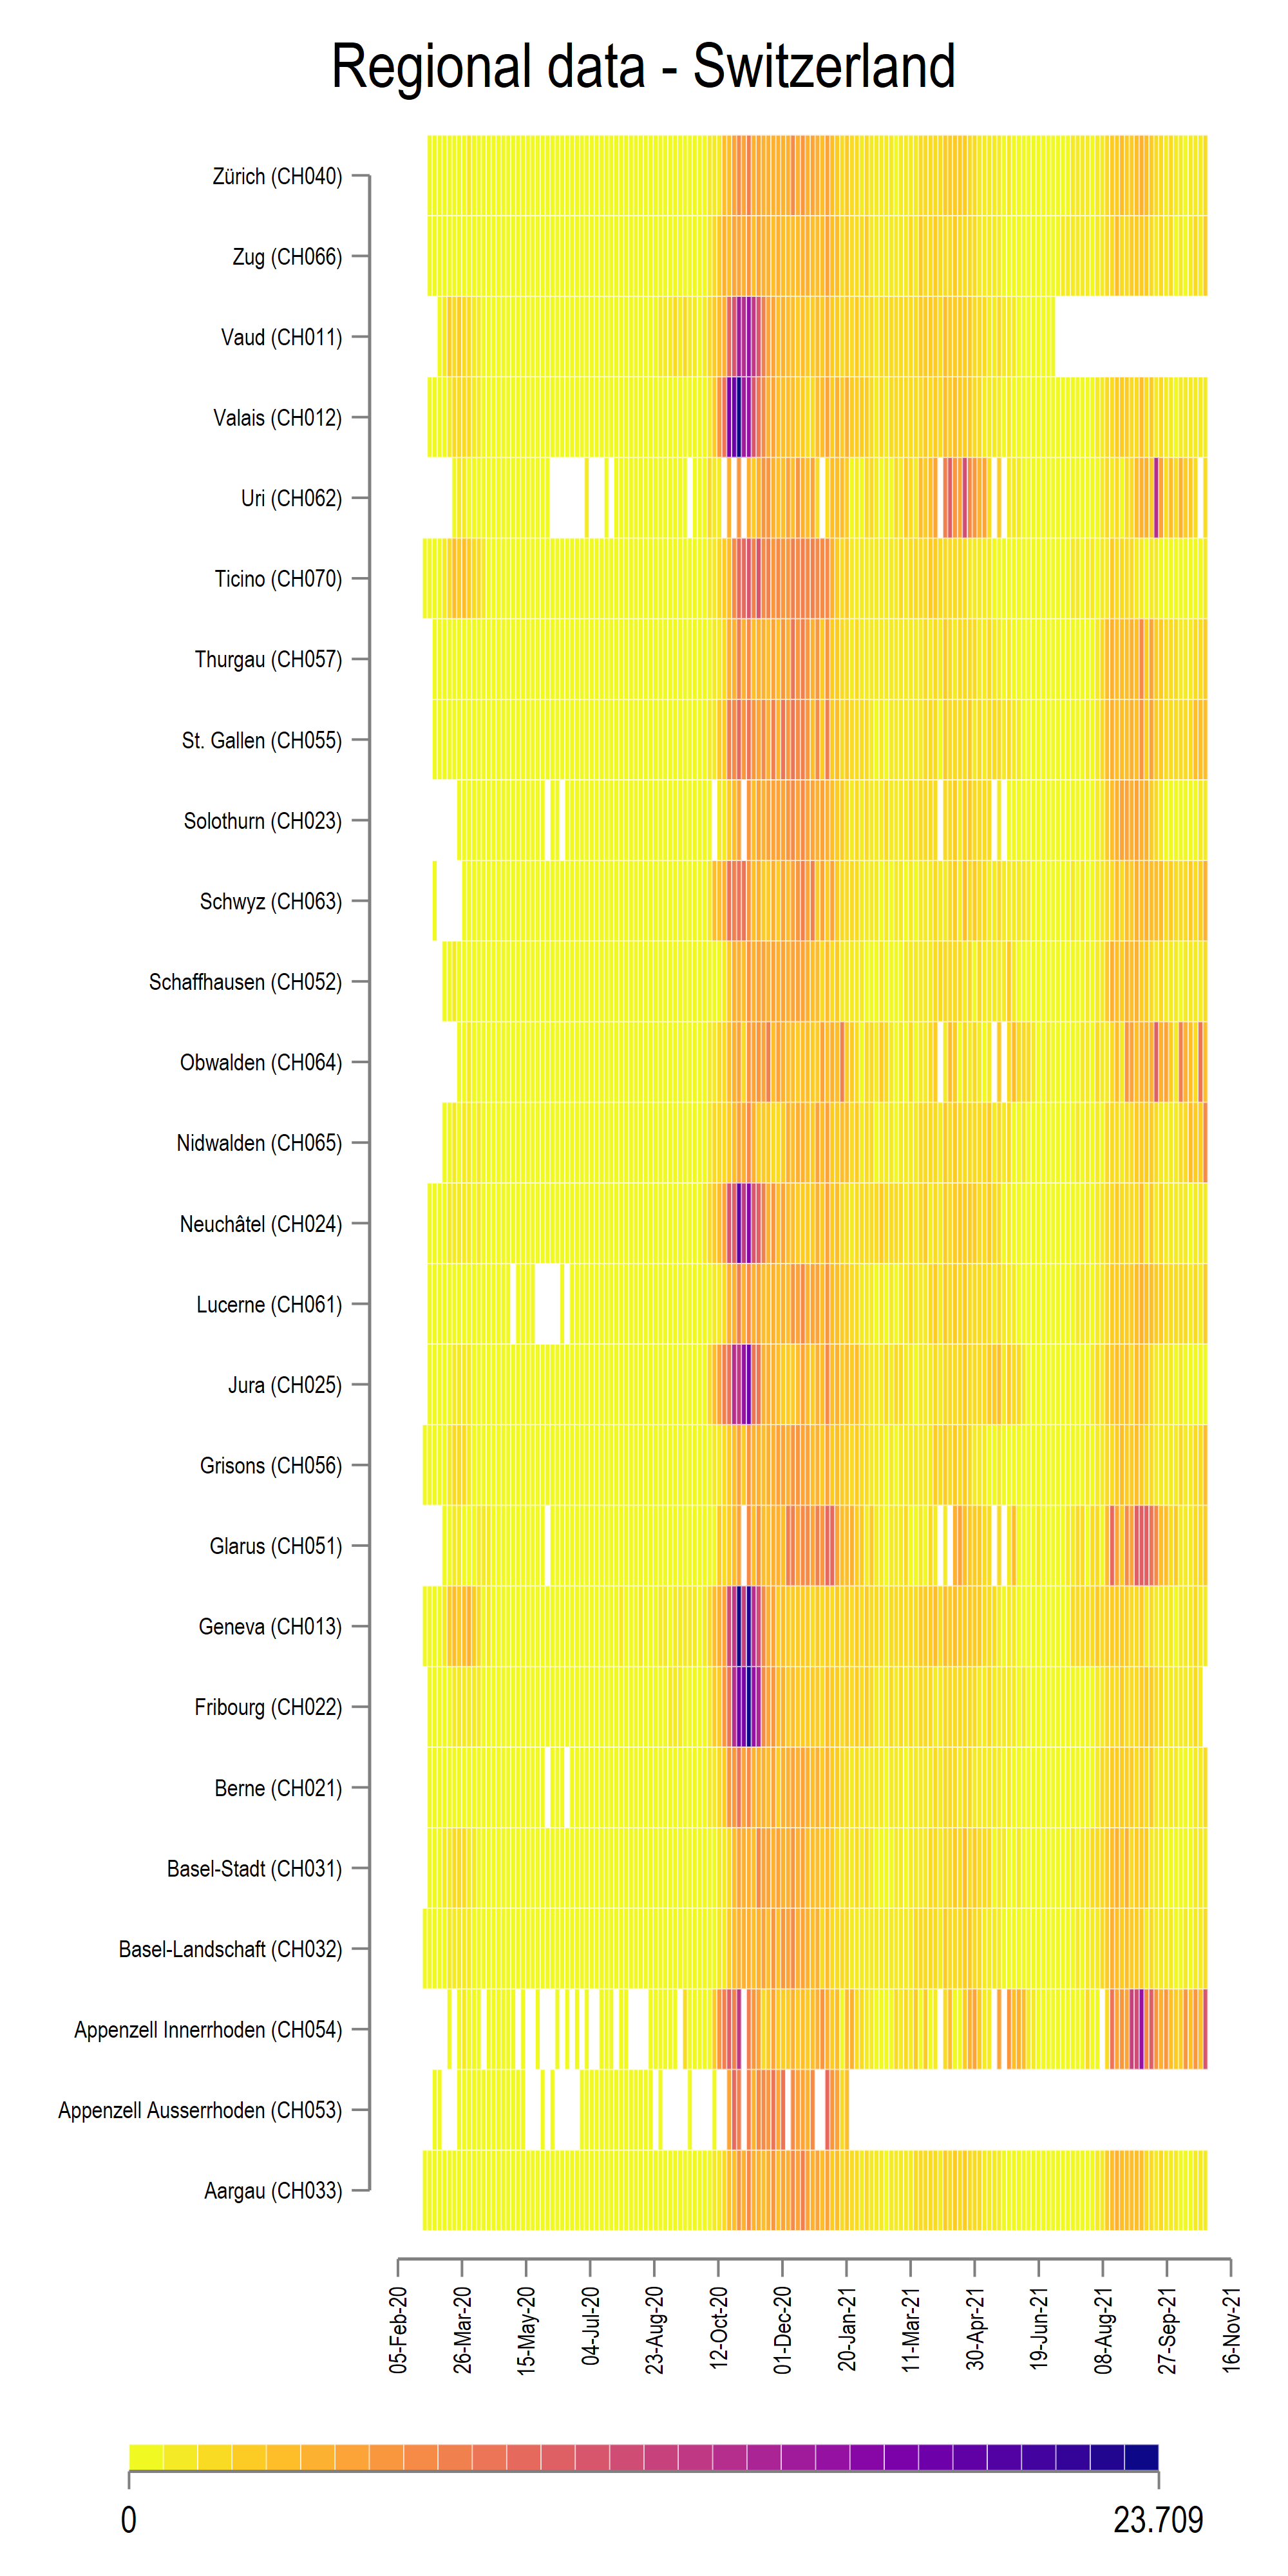 Regional data - Switzerland
Zürich (CH040)
Zug (CH066)
Vaud (CH011)
Valais (CH012)
Uri (CH062)
Ticino (CH070)
Thurgau (CH057)
St. Gallen (CH055)
Solothurn (CH023)
Schwyz (CH063)
Schaffhausen (CH052)
Obwalden (CH064)
Nidwalden (CH065)
Neuchâtel (CH024)
Lucerne (CH061)
Jura (CH025)
Grisons (CH056)
Glarus (CH051)
Geneva (CH013)
Fribourg (CH022)
Berne (CH021)
Basel-Stadt (CH031)
Basel-Landschaft (CH032)
Appenzell Innerrhoden (CH054)
Appenzell Ausserrhoden (CH053)
Aargau (CH033)
05-Feb-20
26-Mar-20
15-May-20
04-Jul-20
23-Aug-20
12-Oct-20
01-Dec-20
20-Jan-21
11-Mar-21
30-Apr-21
19-Jun-21
08-Aug-21
27-Sep-21
16-Nov-21
0
23.709